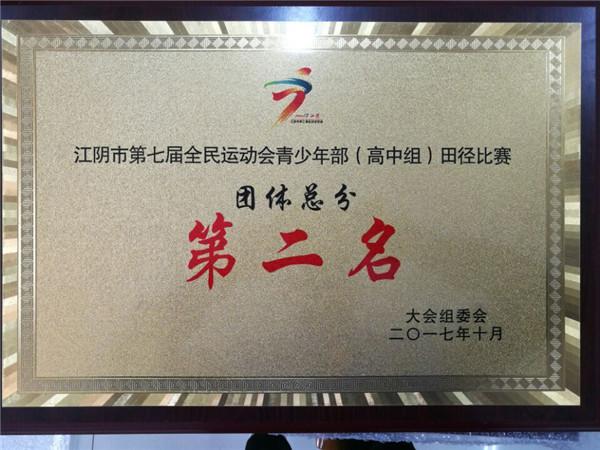 江阴市第七届全民运动会青少年部（高中组）田径比赛
团体总分
第二名
大会组委会
二〇一七年十月